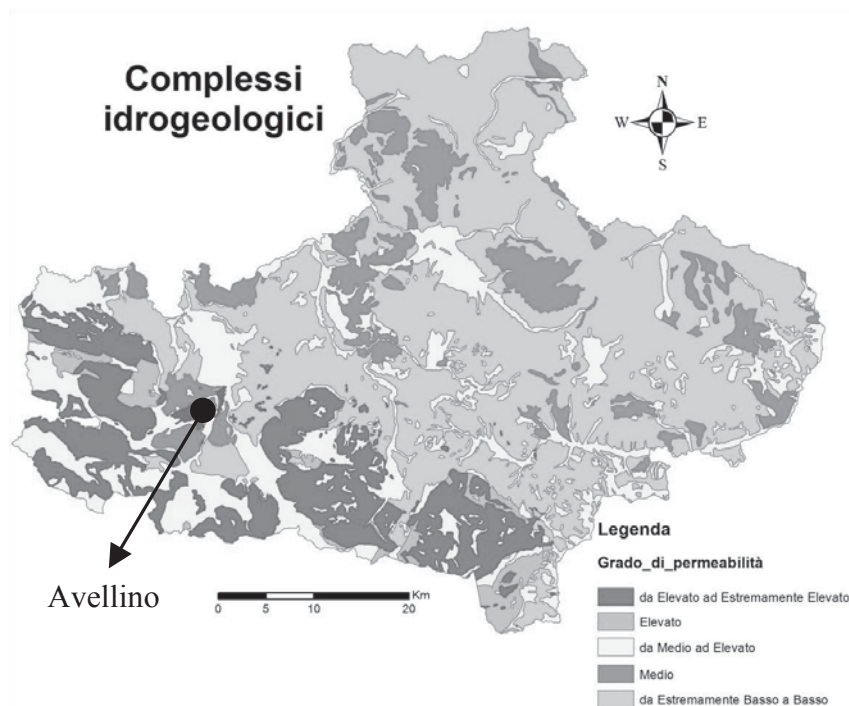 Complessi
idrogeologici
N
W E
S
Avellino
Km
0 5 10 20
Legenda
Grado_di_permeabilità
da Elevato ad Estremamente Elevato
Elevato
da Medio ad Elevato
Medio
da Estremamente Basso a Basso